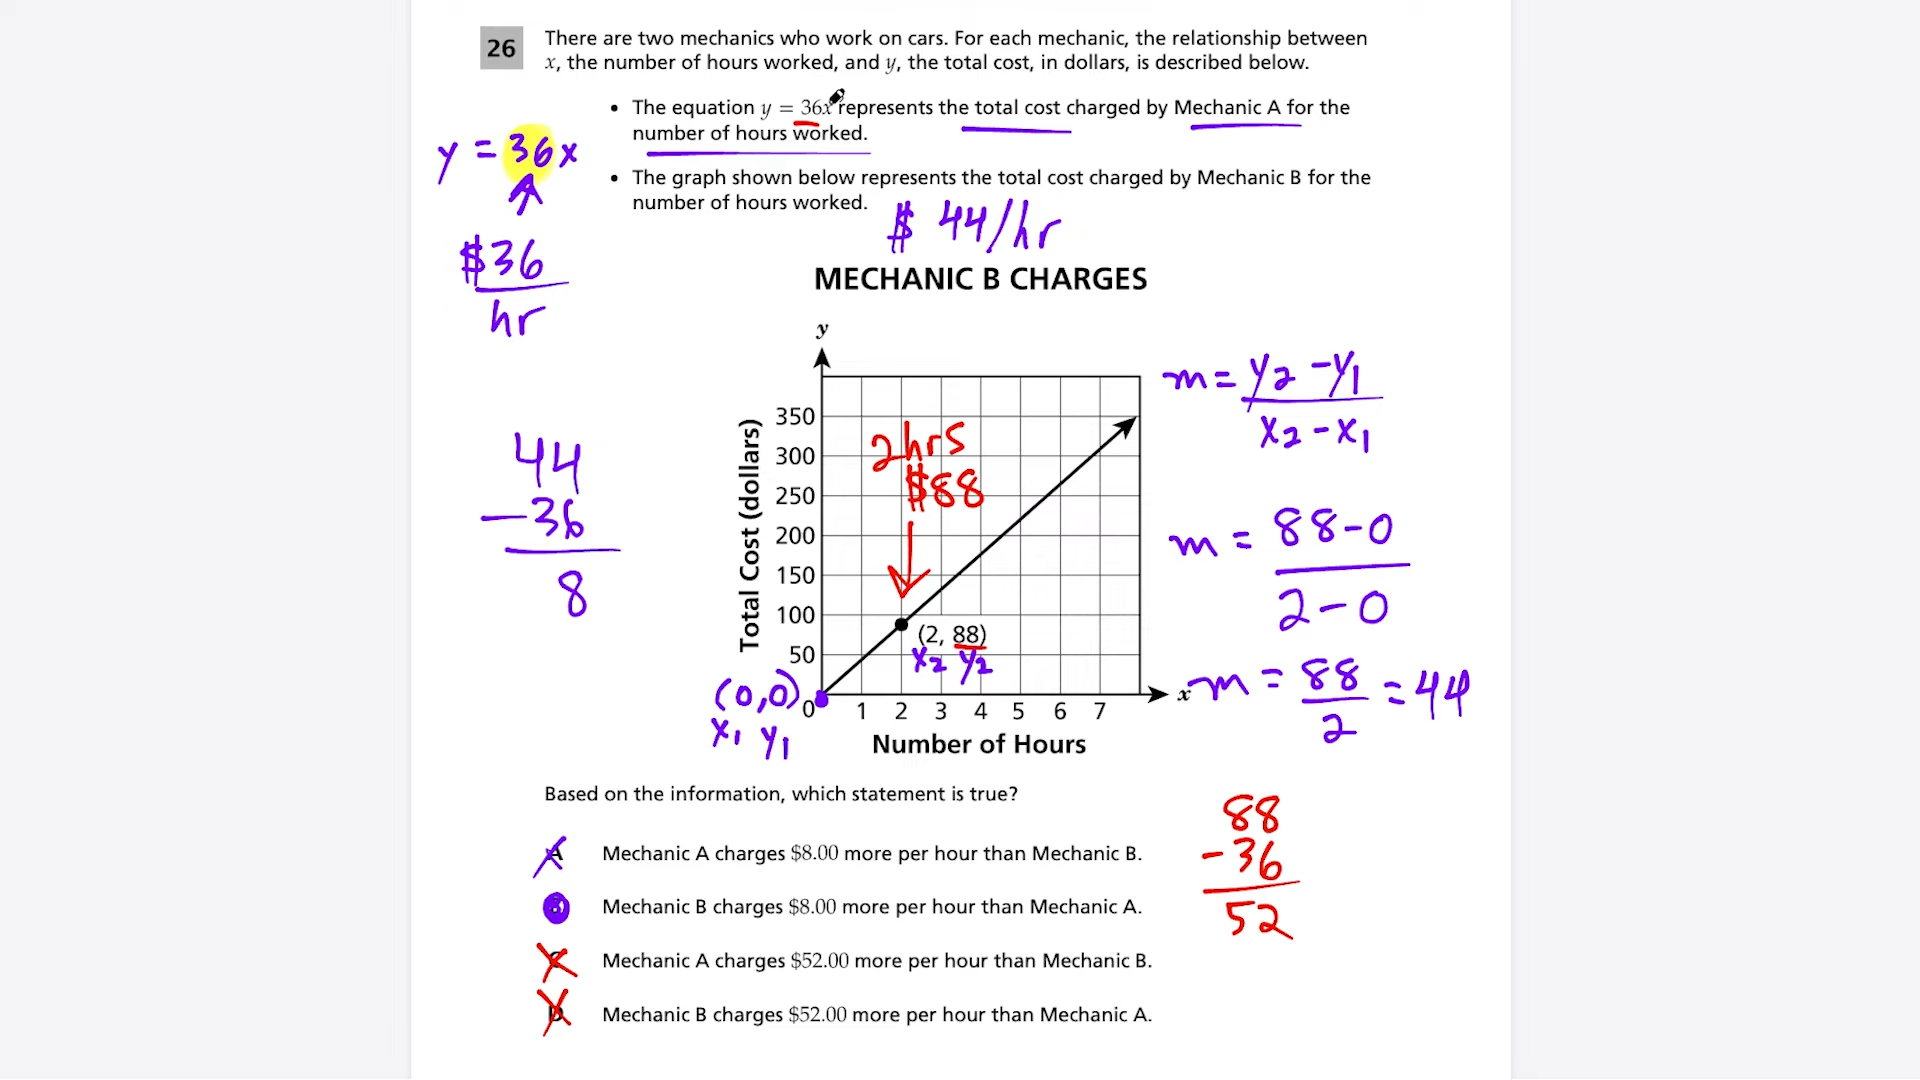 26
There are two mechanics who work on cars. For each mechanic, the relationship between
x, the number of hours worked, and y, the total cost, in dollars, is described below.
• The equation y = 36x represents the total cost charged by Mechanic A for the
number of hours worked.
y = 36x
• The graph shown below represents the total cost charged by Mechanic B for the
number of hours worked.
$ 44/hr
$36
hr
MECHANIC B CHARGES
y
m = y2 - y1
x2 - x1
350
300
250
200
150
100
50
0
Total Cost (dollars)
2hrs
$88
44
-36
8
m = 88-0
2-0
(2, 88)
x2 y2
(0,0)
x1 y1
x
m = 88
2
= 44
1 2 3 4 5 6 7
Number of Hours
Based on the information, which statement is true?
88
-36
52
A Mechanic A charges $8.00 more per hour than Mechanic B.
B Mechanic B charges $8.00 more per hour than Mechanic A.
C Mechanic A charges $52.00 more per hour than Mechanic B.
D Mechanic B charges $52.00 more per hour than Mechanic A.